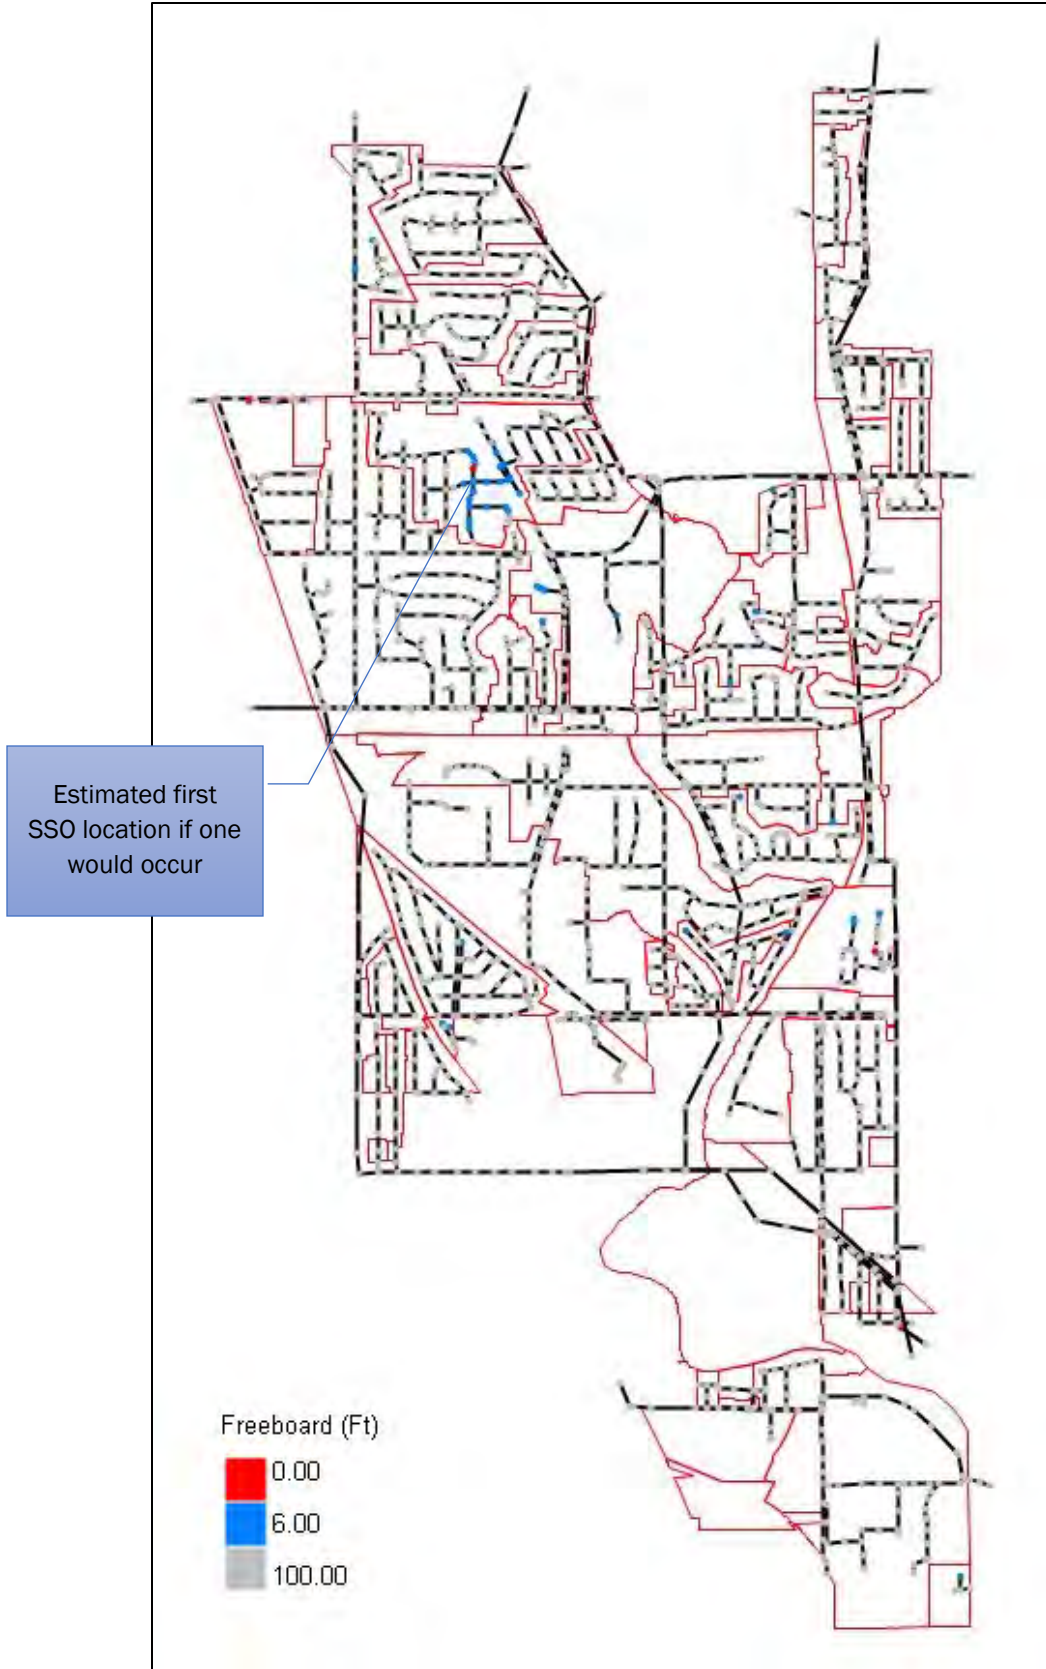 Estimated first
SSO location if one
would occur
Freeboard (Ft)
0.00
6.00
100.00